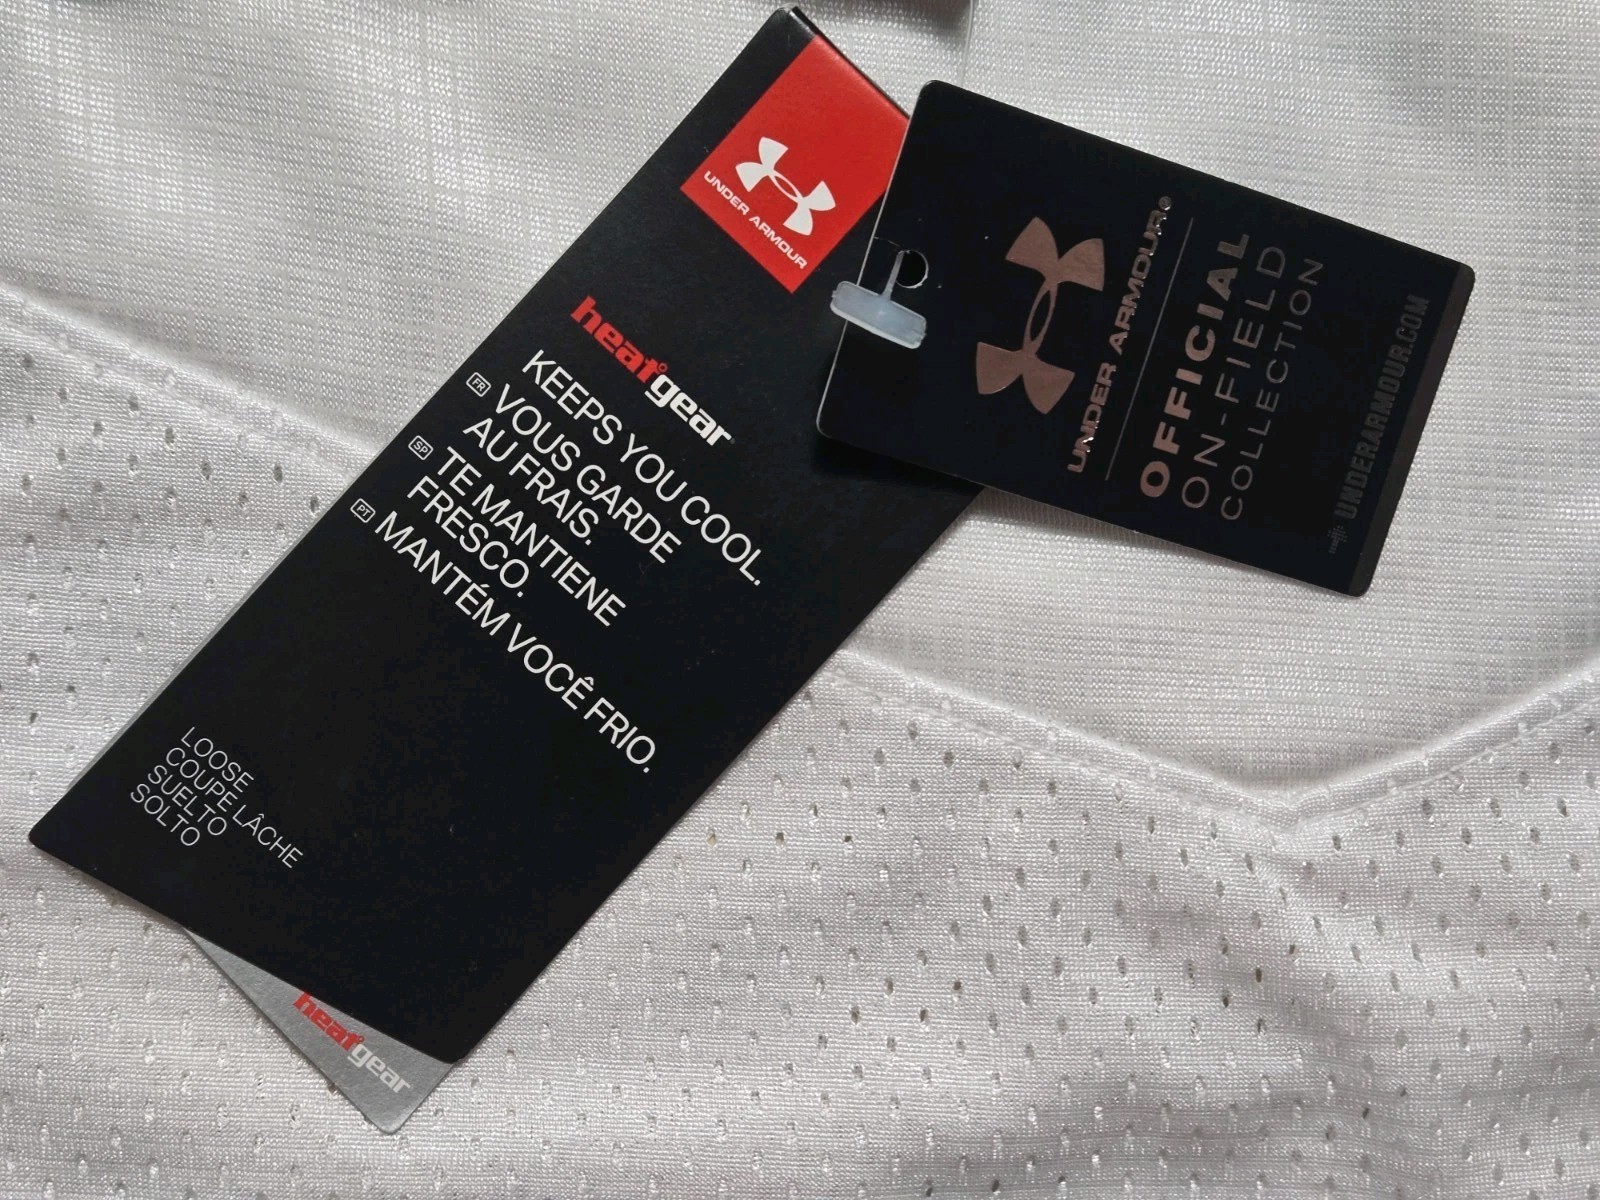 UNDER ARMOUR
heatgear
KEEPS YOU COOL.
FR VOUS GARDE
AU FRAIS.
SP TE MANTIENE
FRESCO.
PT MANTÉM VOCÊ FRIO.
LOOSE
COUPE LÂCHE
SUELTO
SOLTO
heatgear
UNDER ARMOUR®
OFFICIAL
ON-FIELD
COLLECTION
UNDERARMOUR.COM